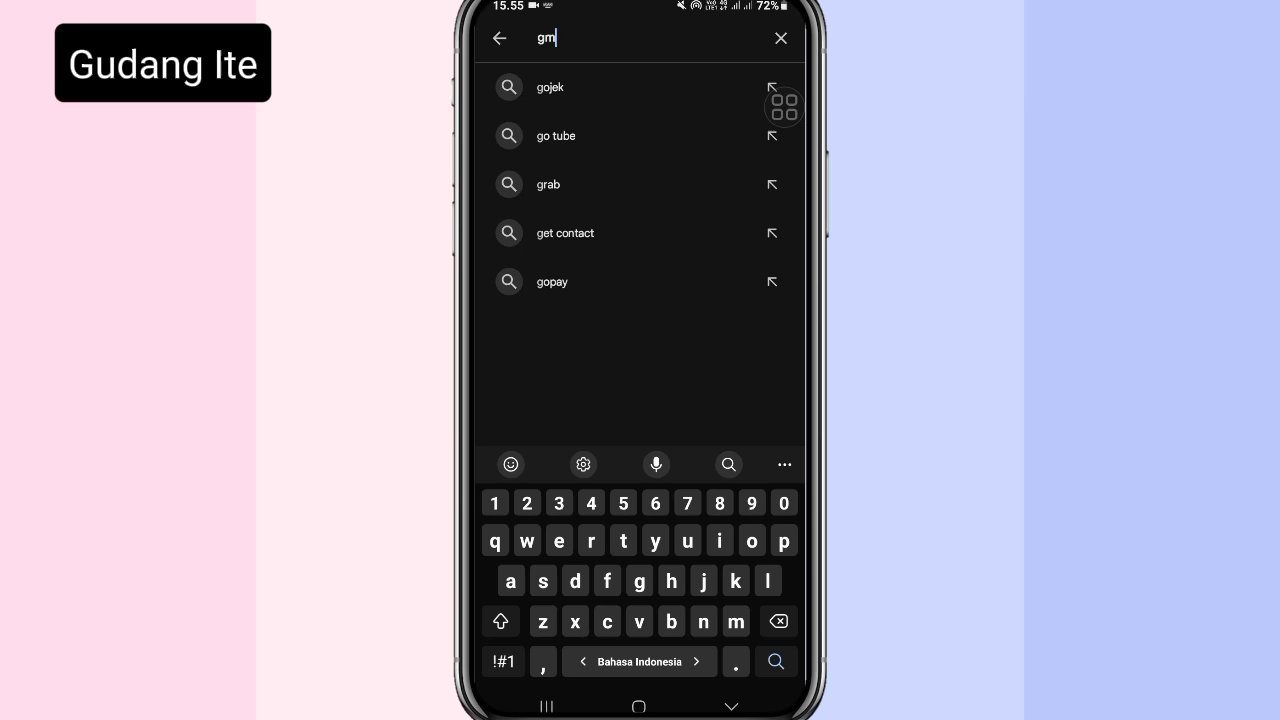 Gudang Ite
15.55 72%
gm
gojek
go tube
grab
get contact
gopay
1 2 3 4 5 6 7 8 9 0
q w e r t y u i o p
a s d f g h j k l
z x c v b n m
!#1 , < Bahasa Indonesia > .